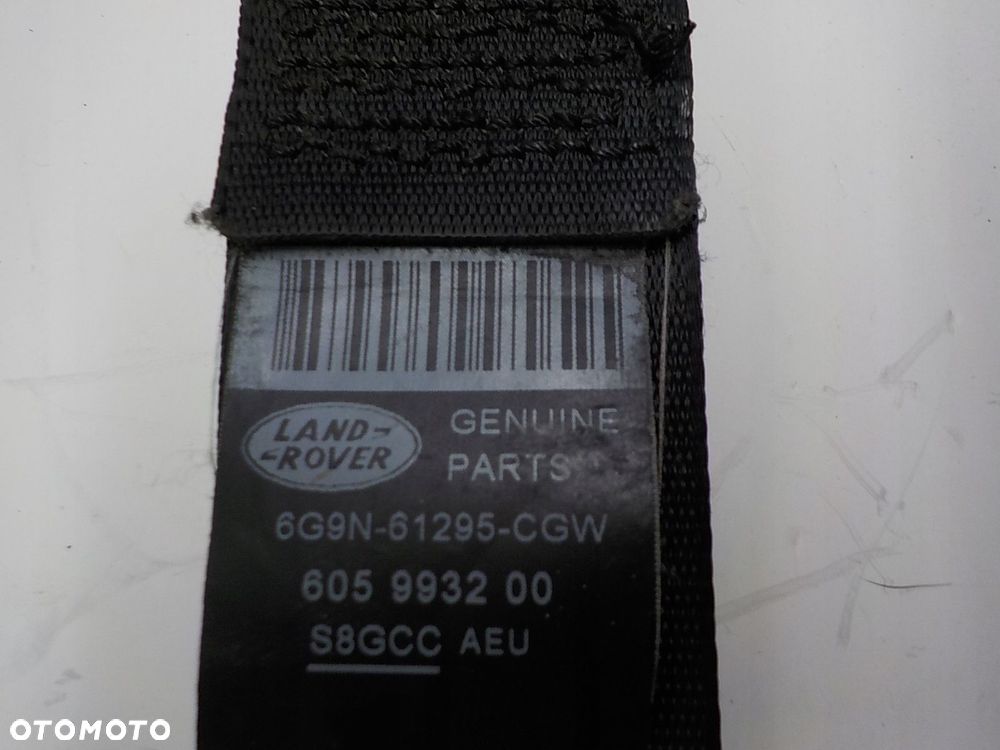 LAND-
-ROVER
GENUINE
PARTS
6G9N-61295-CGW
605 9932 00
S8GCC AEU
OTOMOTO